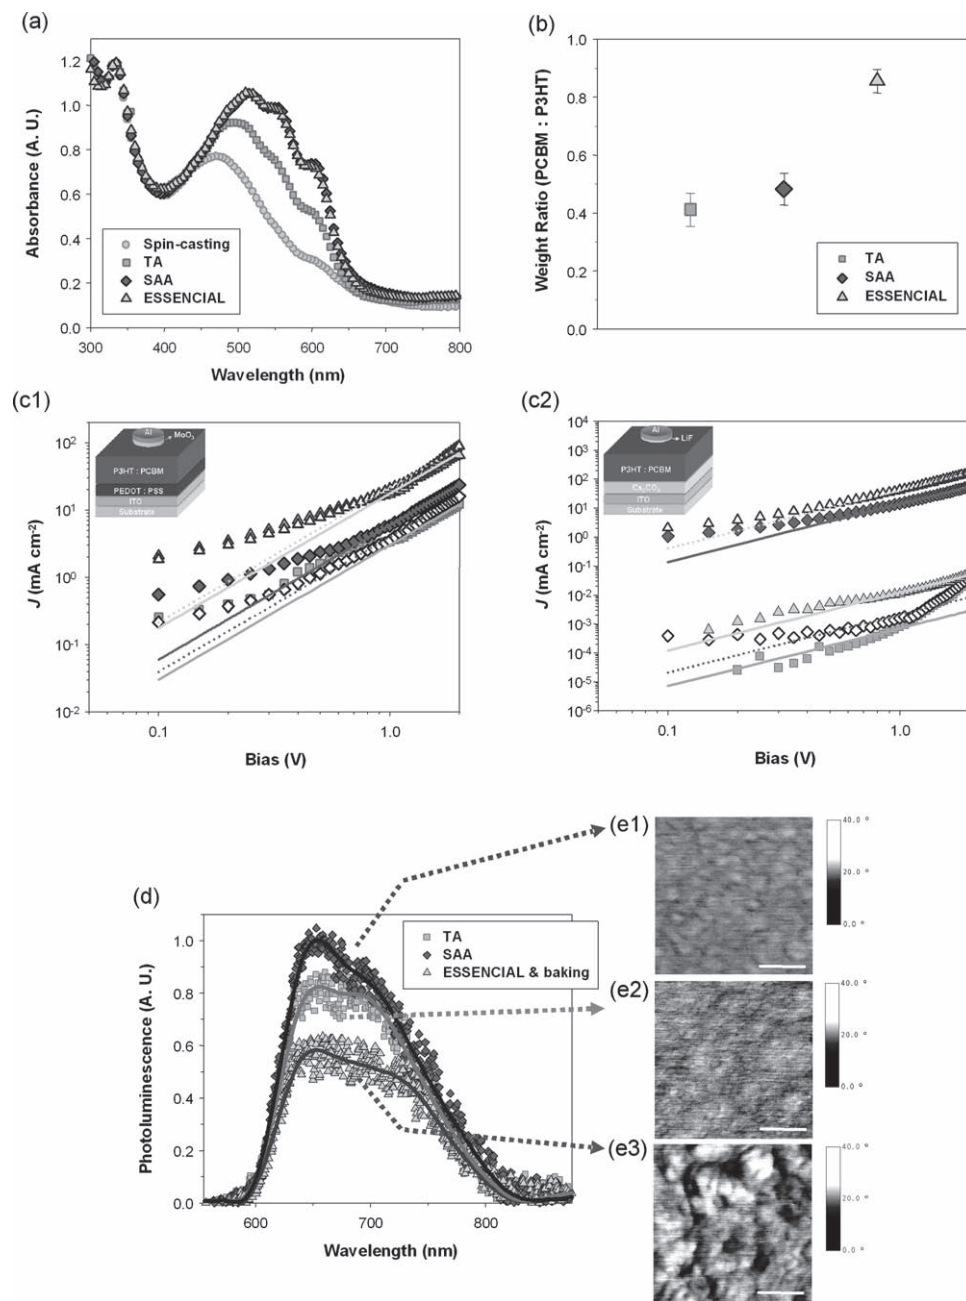 (a)
1.2
1.0
0.8
0.6
0.4
0.2
0.0
Absorbance (A. U.)
Spin-casting
TA
SAA
ESSENCIAL
300 400 500 600 700 800
Wavelength (nm)
(b)
1.0
0.8
0.6
0.4
0.2
0.0
Weight Ratio (PCBM : P3HT)
TA
SAA
ESSENCIAL
(c1)
10²
10¹
10⁰
10⁻¹
10⁻²
J (mA cm⁻²)
Al
MoO₃
P3HT : PCBM
PEDOT : PSS
ITO
Substrate
0.1 1.0
Bias (V)
(c2)
10⁴
10³
10²
10¹
10⁰
10⁻¹
10⁻²
10⁻³
10⁻⁴
10⁻⁵
10⁻⁶
J (mA cm⁻²)
Al
LiF
P3HT : PCBM
Cs₂CO₃
ITO
Substrate
0.1 1.0
Bias (V)
(d)
1.0
0.8
0.6
0.4
0.2
0.0
Photoluminescence (A. U.)
TA
SAA
ESSENCIAL & baking
600 700 800
Wavelength (nm)
(e1)
40.0 °
20.0 °
0.0 °
(e2)
40.0 °
20.0 °
0.0 °
(e3)
40.0 °
20.0 °
0.0 °